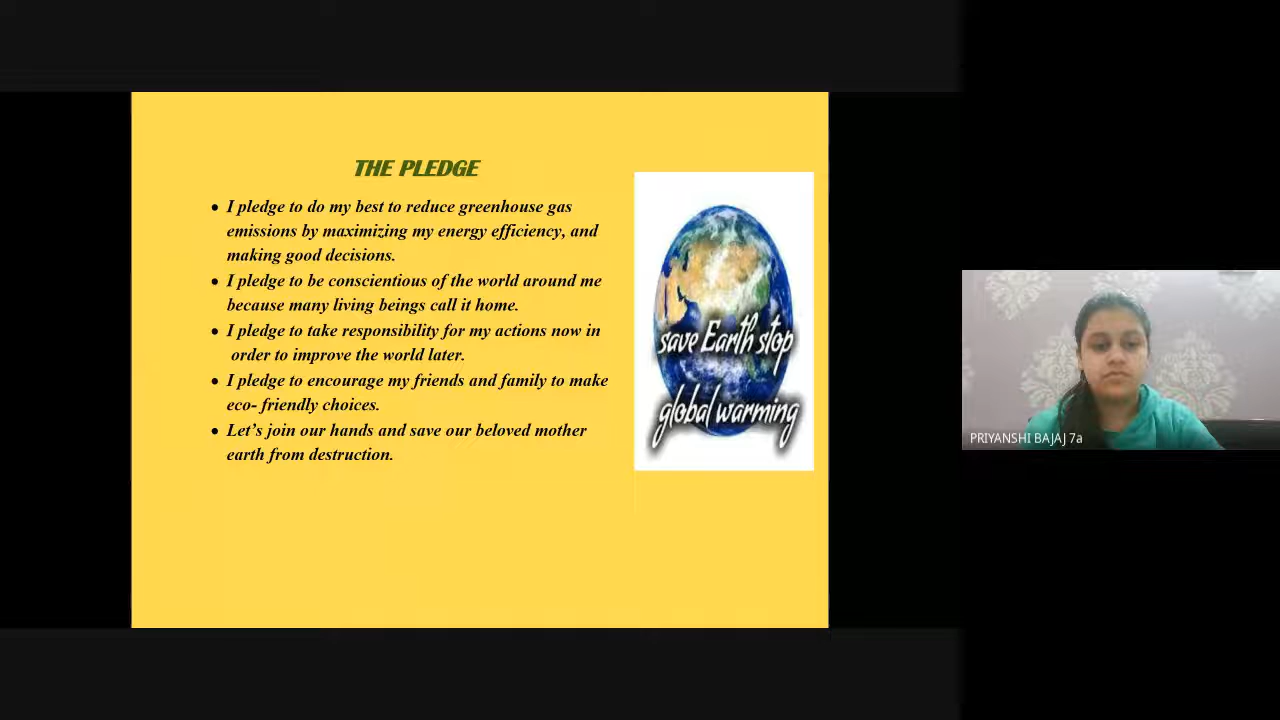 THE PLEDGE
• I pledge to do my best to reduce greenhouse gas
emissions by maximizing my energy efficiency, and
making good decisions.
• I pledge to be conscientious of the world around me
because many living beings call it home.
• I pledge to take responsibility for my actions now in
order to improve the world later.
• I pledge to encourage my friends and family to make
eco- friendly choices.
• Let's join our hands and save our beloved mother
earth from destruction.
save Earth stop
global warming
PRIYANSHI BAJAJ 7a